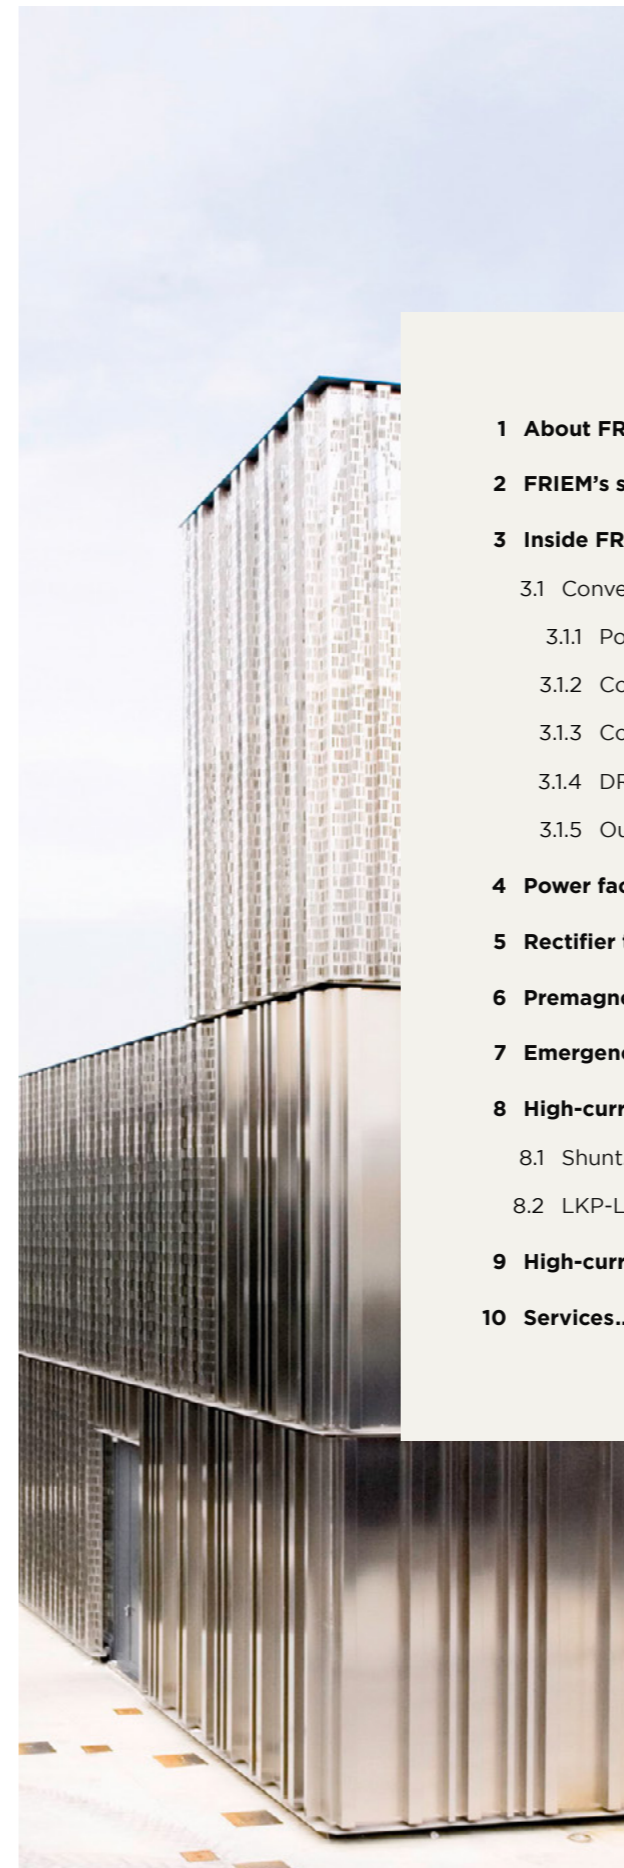 1 About FR
2 FRIEM’s s
3 Inside FR
3.1 Conve
3.1.1 Po
3.1.2 Co
3.1.3 Co
3.1.4 DR
3.1.5 Ou
4 Power fac
5 Rectifier t
6 Premagne
7 Emergenc
8 High-curr
8.1 Shunt
8.2 LKP-L
9 High-curr
10 Services..